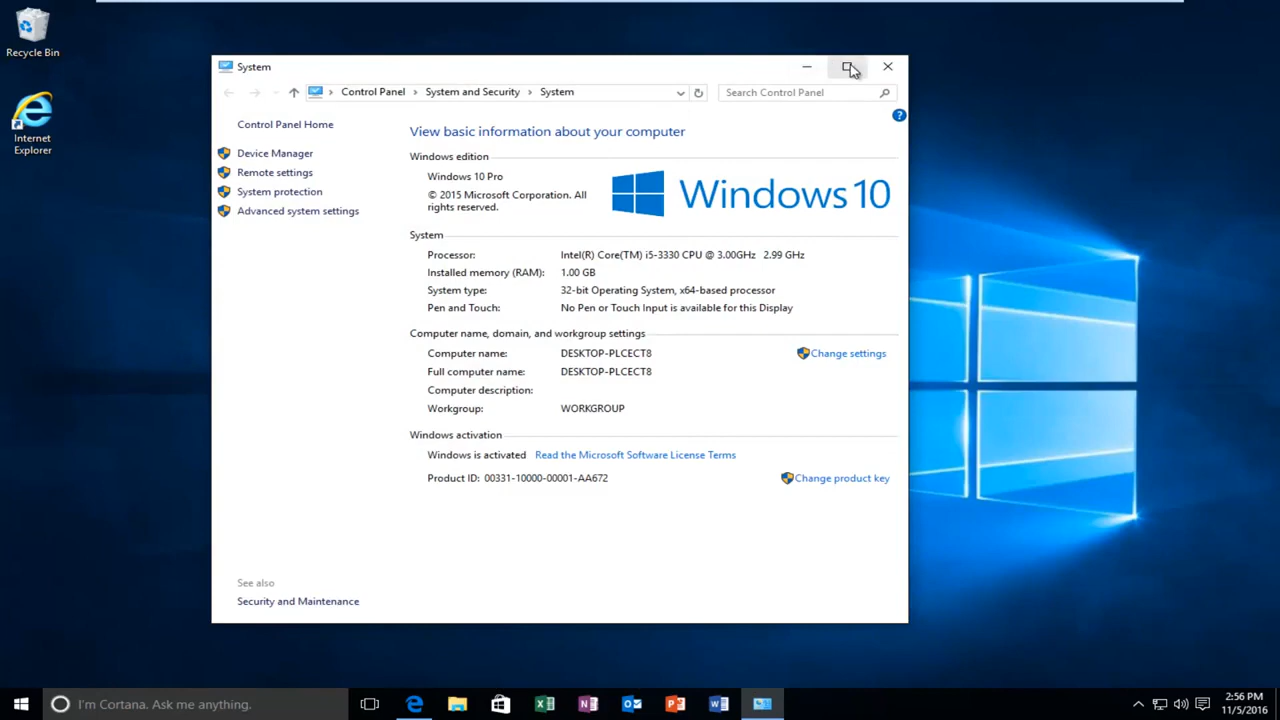 Recycle Bin
Internet
Explorer
System
Control Panel
System and Security
System
Search Control Panel
Control Panel Home
Device Manager
Remote settings
System protection
Advanced system settings
See also
Security and Maintenance
View basic information about your computer
Windows edition
Windows 10 Pro
© 2015 Microsoft Corporation. All
rights reserved.
Windows 10
System
Processor: Intel(R) Core(TM) i5-3330 CPU @ 3.00GHz 2.99 GHz
Installed memory (RAM): 1.00 GB
System type: 32-bit Operating System, x64-based processor
Pen and Touch: No Pen or Touch Input is available for this Display
Computer name, domain, and workgroup settings
Computer name: DESKTOP-PLCECT8
Change settings
Full computer name: DESKTOP-PLCECT8
Computer description:
Workgroup: WORKGROUP
Windows activation
Windows is activated Read the Microsoft Software License Terms
Product ID: 00331-10000-00001-AA672
Change product key
I'm Cortana. Ask me anything.
2:56 PM
11/5/2016